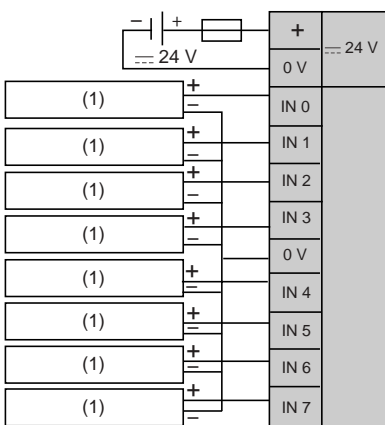 − +
+
⎓ 24 V
⎓ 24 V
0 V
(1) + −
IN 0
(1) + −
IN 1
(1) + −
IN 2
(1) + −
IN 3
0 V
(1) + −
IN 4
(1) + −
IN 5
(1) + −
IN 6
(1) + −
IN 7